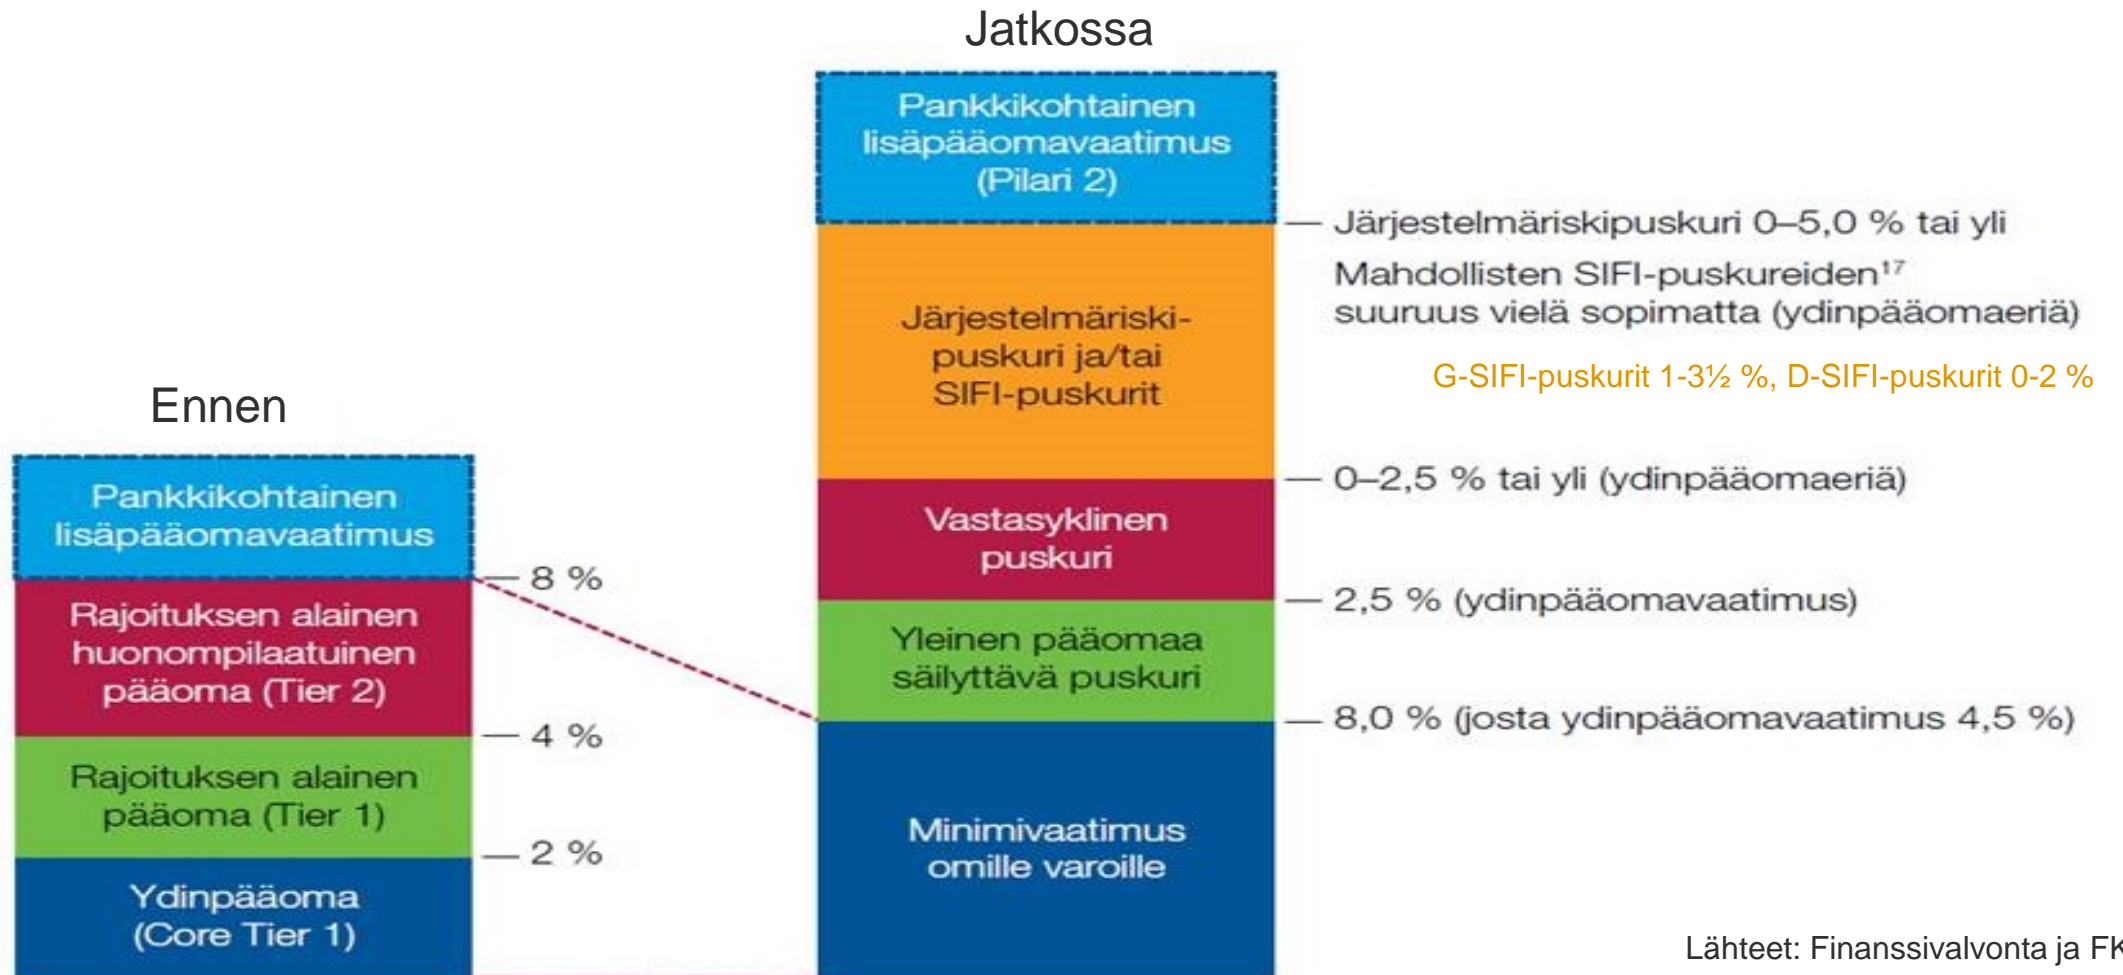 Jatkossa
Pankkikohtainen
lisäpääomavaatimus
(Pilari 2)
Järjestelmäriskipuskuri 0–5,0 % tai yli
Mahdollisten SIFI-puskureiden¹⁷
suuruus vielä sopimatta (ydinpääomaeriä)
Järjestelmäriski-
puskuri ja/tai
SIFI-puskurit
G-SIFI-puskurit 1-3½ %, D-SIFI-puskurit 0-2 %
0–2,5 % tai yli (ydinpääomaeriä)
Vastasyklinen
puskuri
2,5 % (ydinpääomavaatimus)
Yleinen pääomaa
säilyttävä puskuri
8,0 % (josta ydinpääomavaatimus 4,5 %)
Minimivaatimus
omille varoille
Ennen
Pankkikohtainen
lisäpääomavaatimus
8 %
Rajoituksen alainen
huonompilaatuinen
pääoma (Tier 2)
4 %
Rajoituksen alainen
pääoma (Tier 1)
2 %
Ydinpääoma
(Core Tier 1)
Lähteet: Finanssivalvonta ja FK